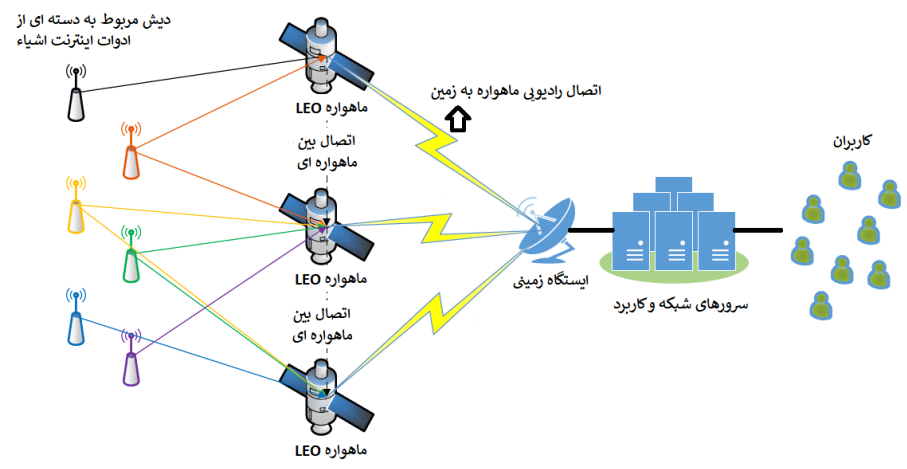 دیش مربوط به دسته ای از
ادوات اینترنت اشیاء
ماهواره LEO
اتصال بین
ماهواره ای
ماهواره LEO
اتصال بین
ماهواره ای
ماهواره LEO
اتصال رادیویی ماهواره به زمین
ایستگاه زمینی
سرورهای شبکه و کاربرد
کاربران